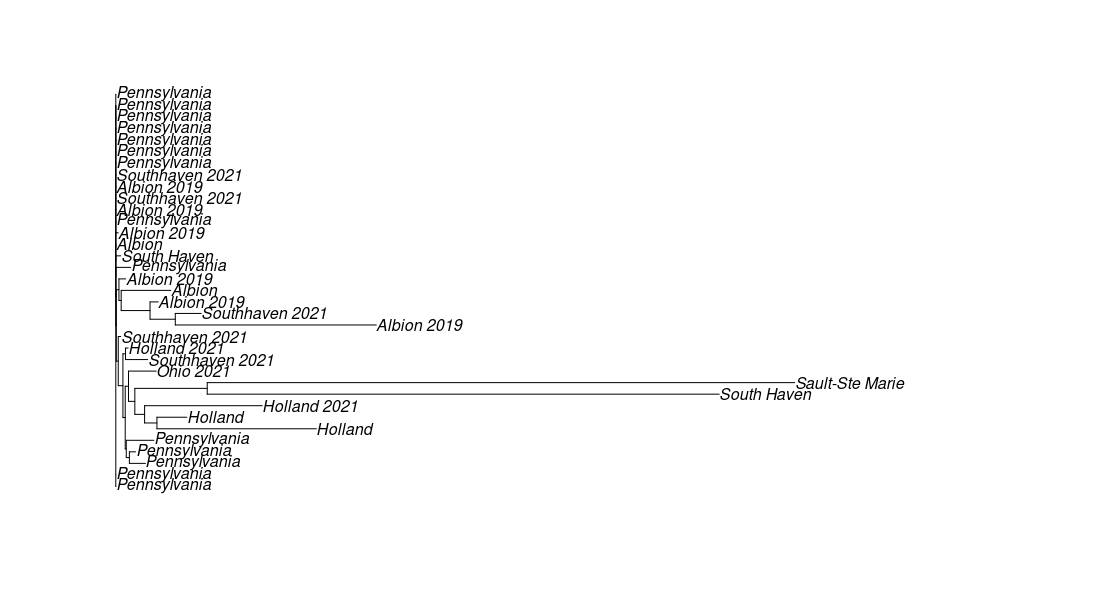 Pennsylvania
Pennsylvania
Pennsylvania
Pennsylvania
Pennsylvania
Pennsylvania
Pennsylvania
Southhaven 2021
Albion 2019
Southhaven 2021
Albion 2019
Pennsylvania
Albion 2019
Albion
South Haven
Pennsylvania
Albion 2019
Albion
Albion 2019
Southhaven 2021
Albion 2019
Southhaven 2021
Holland 2021
Southhaven 2021
Ohio 2021
Sault-Ste Marie
South Haven
Holland 2021
Holland
Holland
Pennsylvania
Pennsylvania
Pennsylvania
Pennsylvania
Pennsylvania